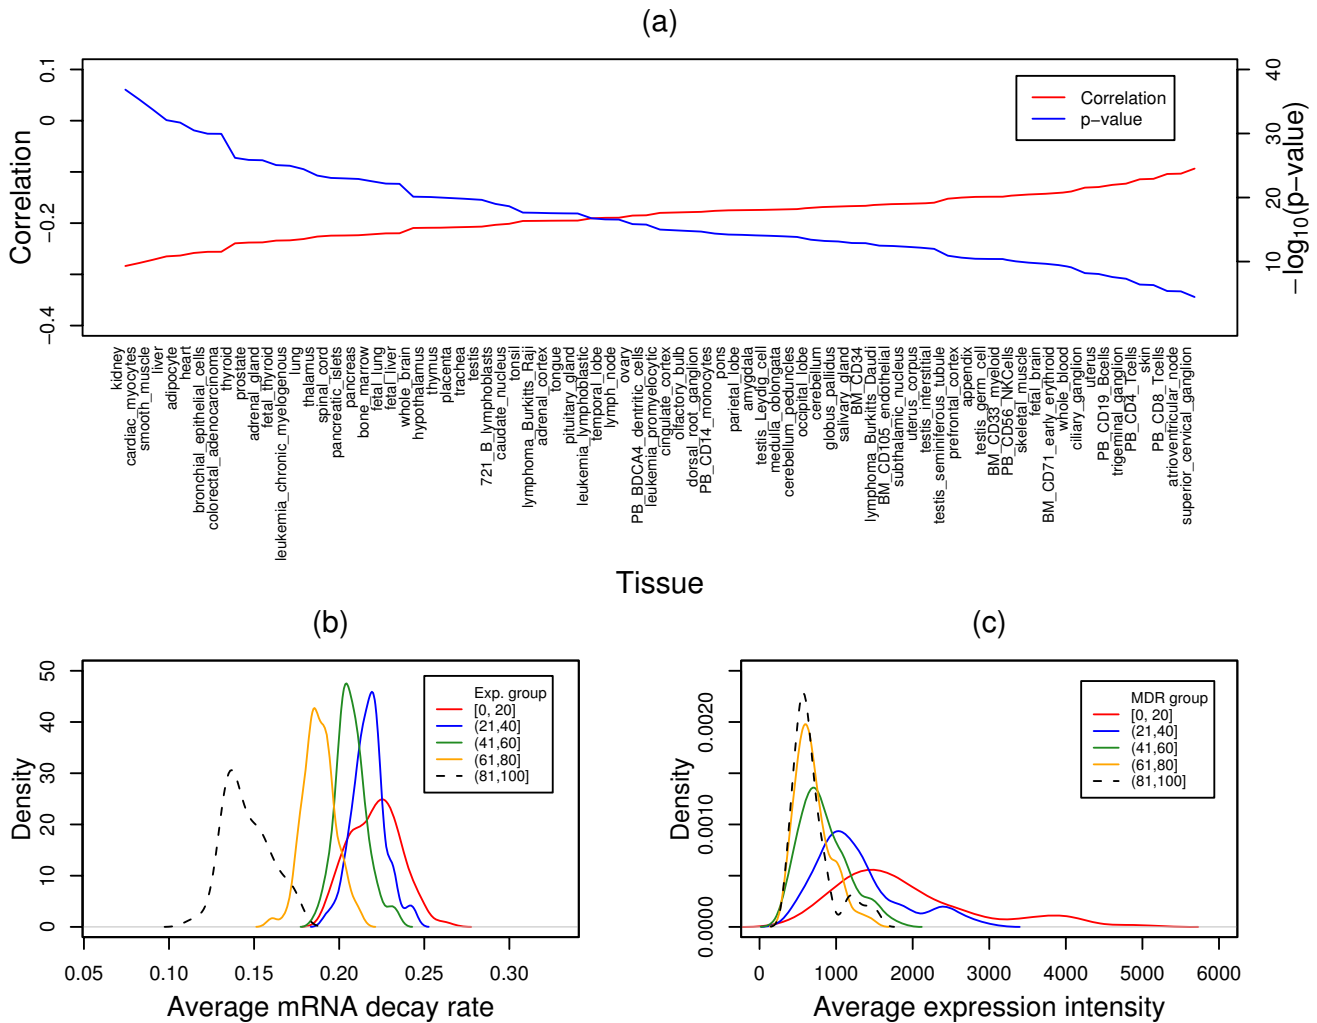 (a)
Correlation
0.1
0
−0.2
−0.4
40
30
20
10
−log10(p−value)
Correlation
p−value
kidney
cardiac_myocytes
smooth_muscle
liver
adipocyte
heart
bronchial_epithelial_cells
colorectal_adenocarcinoma
thyroid
prostate
adrenal_gland
fetal_thyroid
leukemia_chronic_myelogenous
lung
thalamus
spinal_cord
pancreatic_islets
pancreas
bone_marrow
fetal_lung
fetal_liver
whole_brain
hypothalamus
thymus
placenta
trachea
testis
721_B_lymphoblasts
caudate_nucleus
tonsil
lymphoma_Burkitts_Raji
adrenal_cortex
tongue
pituitary_gland
leukemia_lymphoblastic
temporal_lobe
lymph_node
ovary
PB_BDCA4_dentritic_cells
leukemia_promyelocytic
cingulate_cortex
olfactory_bulb
dorsal_root_ganglion
PB_CD14_monocytes
pons
parietal_lobe
amygdala
testis_Leydig_cell
medulla_oblongata
cerebellum_peduncles
occipital_lobe
cerebellum
globus_pallidus
salivary_gland
BM_CD34
lymphoma_Burkitts_Daudi
BM_CD105_endothelial
subthalamic_nucleus
uterus_corpus
testis_interstitial
testis_seminiferous_tubule
prefrontal_cortex
appendix
testis_germ_cell
BM_CD33_myeloid
PB_CD56_NKCells
skeletal_muscle
fetal_brain
BM_CD71_early_erythroid
whole_blood
ciliary_ganglion
uterus
PB_CD19_Bcells
trigeminal_ganglion
PB_CD4_Tcells
skin
PB_CD8_Tcells
atrioventricular_node
superior_cervical_ganglion
Tissue
(b)
Density
50
40
30
20
10
0
Exp. group
[0, 20]
(21,40]
(41,60]
(61,80]
(81,100]
0.05 0.10 0.15 0.20 0.25 0.30
Average mRNA decay rate
(c)
Density
0.0020
0.0010
0.0000
MDR group
[0, 20]
(21,40]
(41,60]
(61,80]
(81,100]
0 1000 2000 3000 4000 5000 6000
Average expression intensity